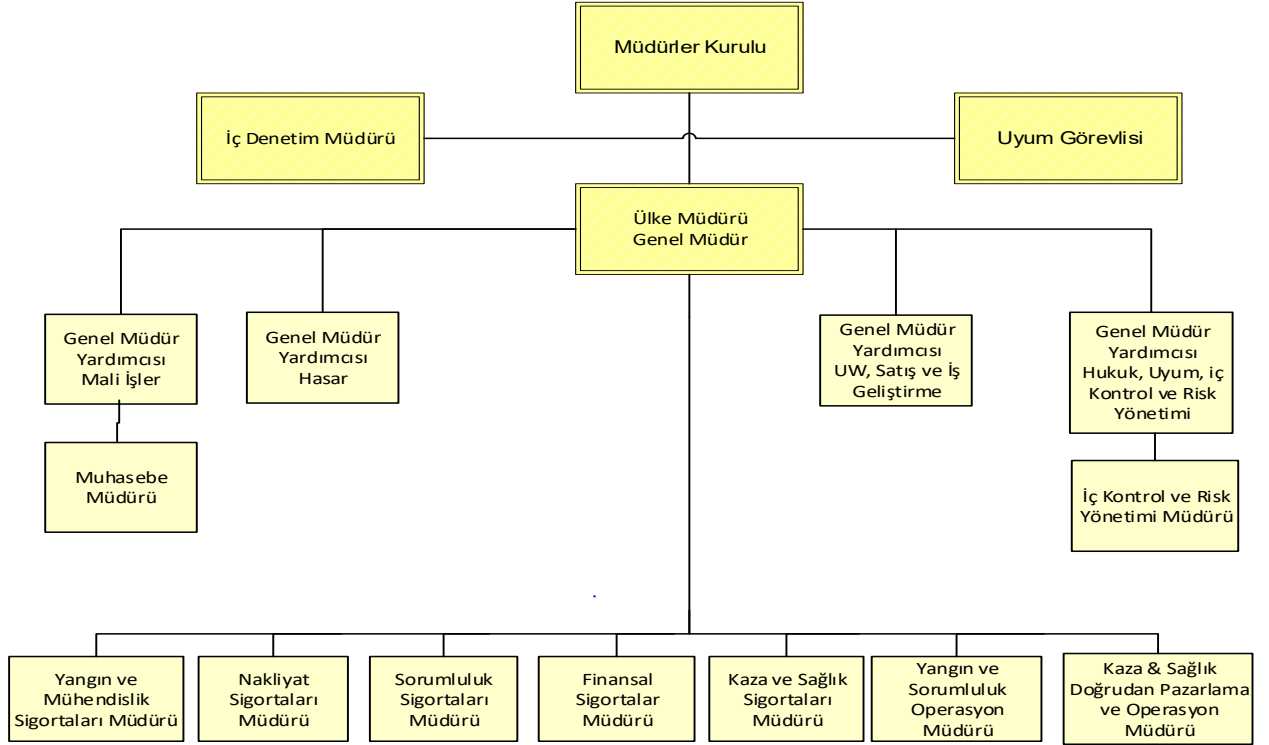 Müdürler Kurulu
İç Denetim Müdürü
Uyum Görevlisi
Ülke Müdürü
Genel Müdür
Genel Müdür
Yardımcısı
Mali İşler
Genel Müdür
Yardımcısı
Hasar
Genel Müdür
Yardımcısı
UW, Satış ve İş
Geliştirme
Genel Müdür
Yardımcısı
Hukuk, Uyum, iç
Kontrol ve Risk
Yönetimi
Muhasebe
Müdürü
İç Kontrol ve Risk
Yönetimi Müdürü
Yangın ve
Mühendislik
Sigortaları Müdürü
Nakliyat
Sigortaları
Müdürü
Sorumluluk
Sigortaları
Müdürü
Finansal
Sigortalar
Müdürü
Kaza ve Sağlık
Sigortaları
Müdürü
Yangın ve
Sorumluluk
Operasyon
Müdürü
Kaza & Sağlık
Doğrudan Pazarlama
ve Operasyon
Müdürü